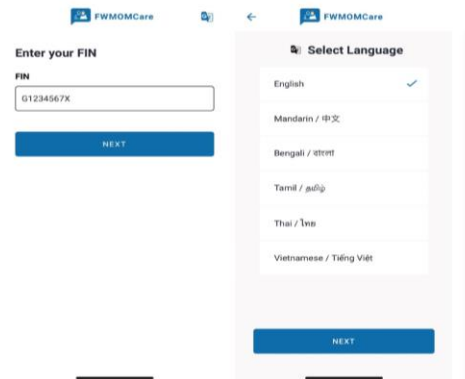 FWMOMCare
Enter your FIN
FIN
G1234567X
NEXT
FWMOMCare
Select Language
English
Mandarin / 中文
Bengali / বাংলা
Tamil / தமிழ்
Thai / ไทย
Vietnamese / Tiếng Việt
NEXT